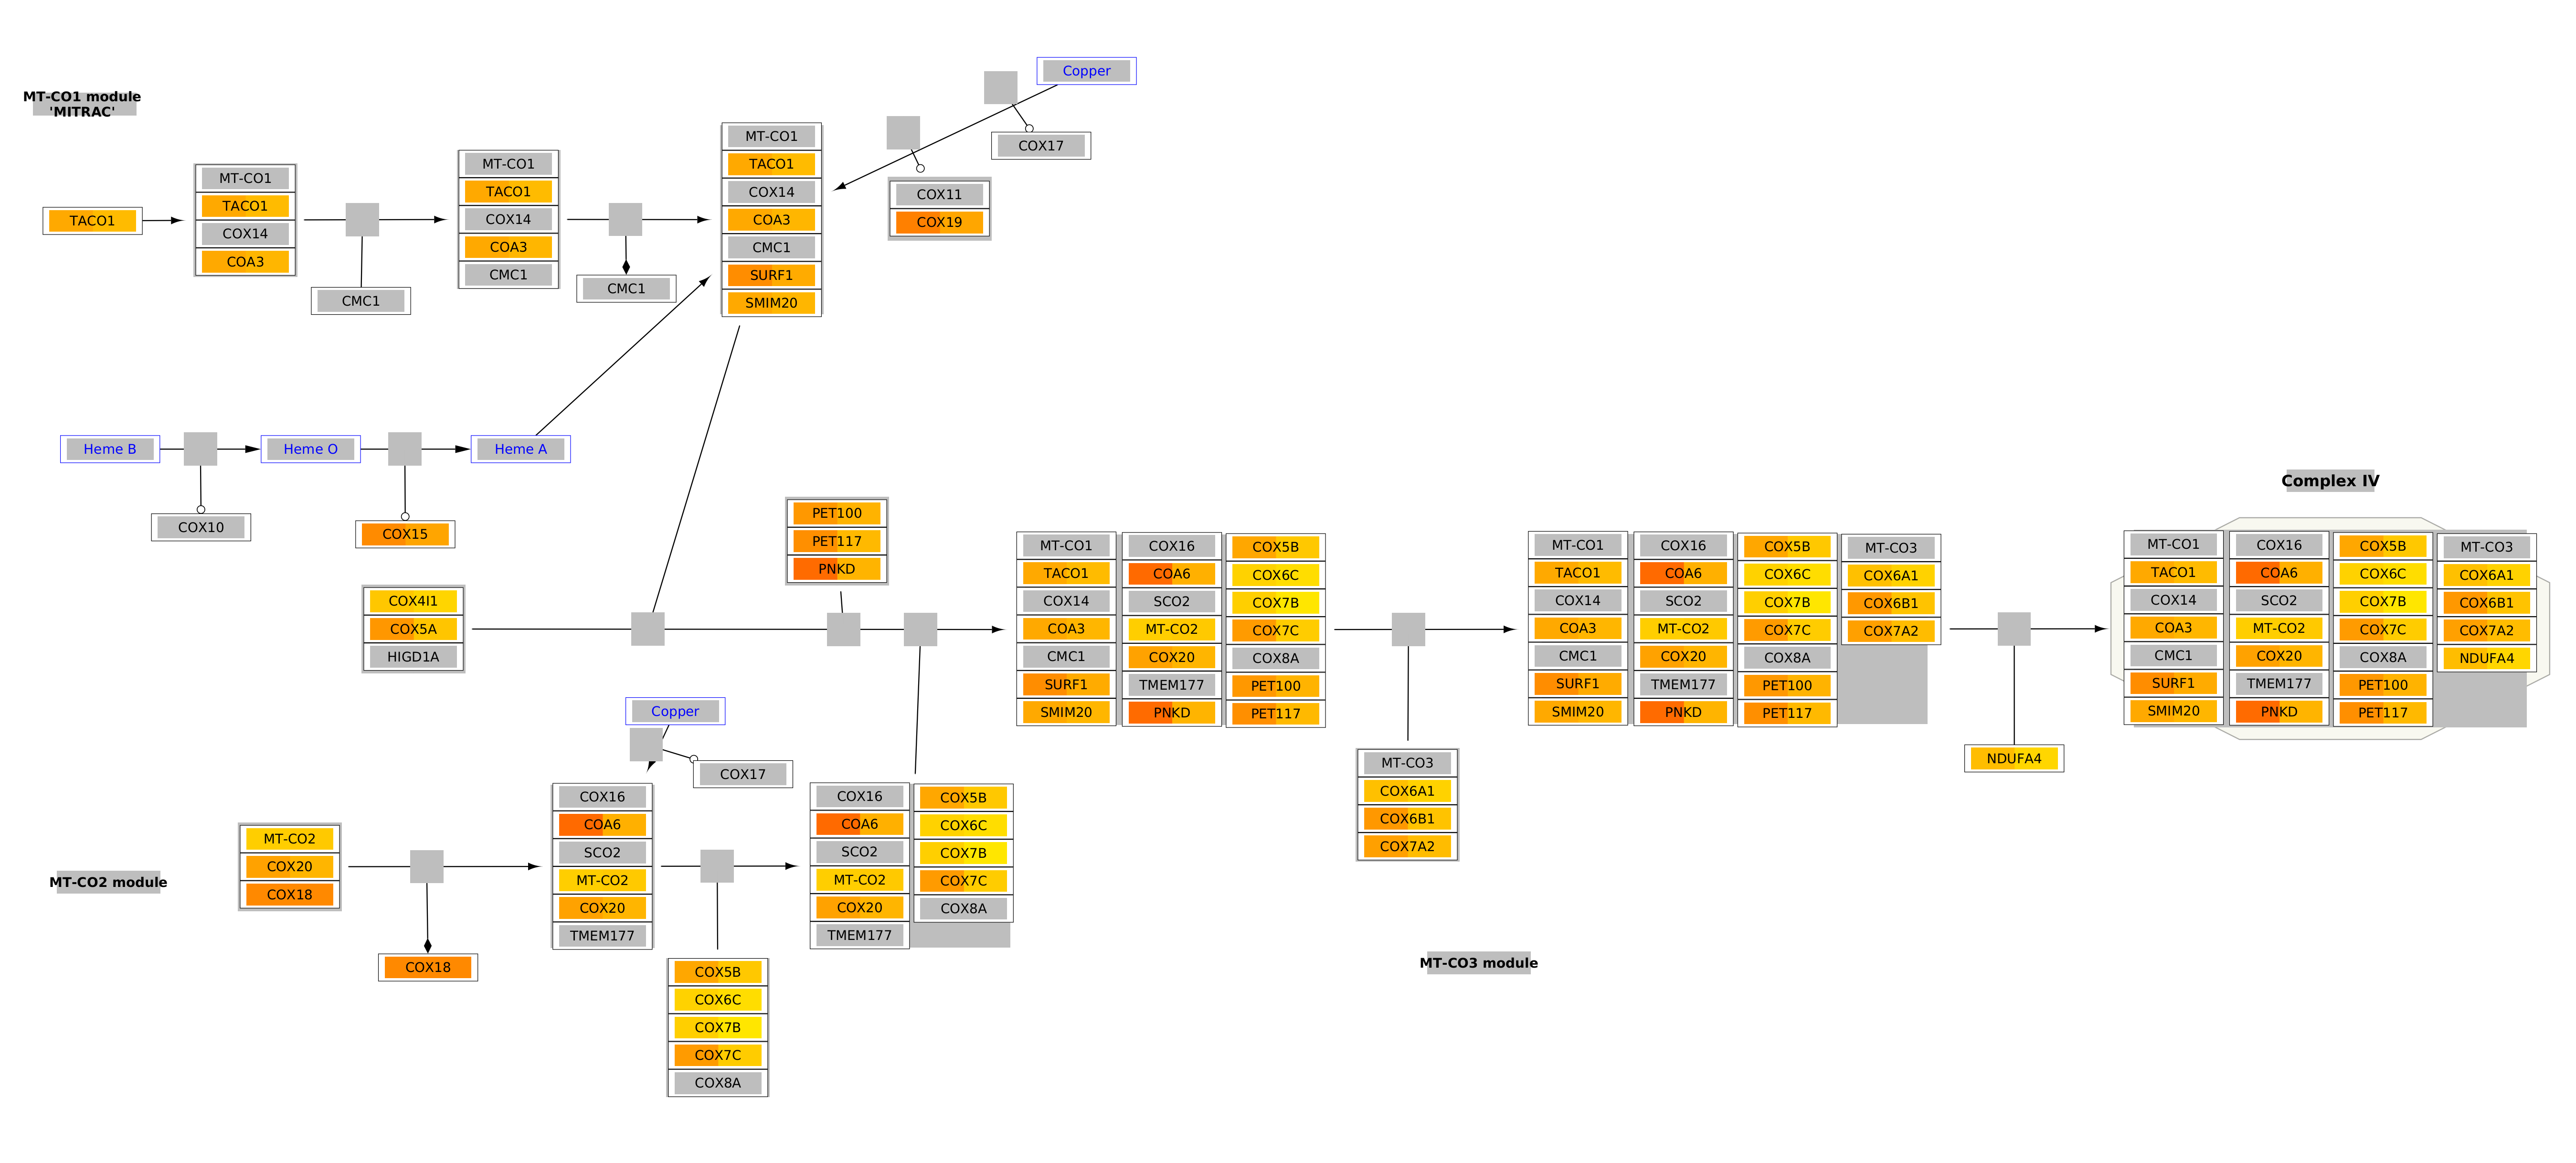 MT-CO1 module
'MITRAC'
TACO1
MT-CO1
TACO1
COX14
COA3
CMC1
MT-CO1
TACO1
COX14
COA3
CMC1
CMC1
MT-CO1
TACO1
COX14
COA3
CMC1
SURF1
SMIM20
Copper
COX17
COX11
COX19
Heme B
Heme O
Heme A
COX10
COX15
COX4I1
COX5A
HIGD1A
PET100
PET117
PNKD
MT-CO1
TACO1
COX14
COA3
CMC1
SURF1
SMIM20
COX16
COA6
SCO2
MT-CO2
COX20
TMEM177
PNKD
COX5B
COX6C
COX7B
COX7C
COX8A
PET100
PET117
MT-CO1
TACO1
COX14
COA3
CMC1
SURF1
SMIM20
COX16
COA6
SCO2
MT-CO2
COX20
TMEM177
PNKD
COX5B
COX6C
COX7B
COX7C
COX8A
PET100
PET117
MT-CO3
COX6A1
COX6B1
COX7A2
Complex IV
MT-CO1
TACO1
COX14
COA3
CMC1
SURF1
SMIM20
COX16
COA6
SCO2
MT-CO2
COX20
TMEM177
PNKD
COX5B
COX6C
COX7B
COX7C
COX8A
PET100
PET117
MT-CO3
COX6A1
COX6B1
COX7A2
NDUFA4
NDUFA4
MT-CO3
COX6A1
COX6B1
COX7A2
Copper
COX17
MT-CO2 module
MT-CO2
COX20
COX18
COX18
COX16
COA6
SCO2
MT-CO2
COX20
TMEM177
COX5B
COX6C
COX7B
COX7C
COX8A
COX16
COA6
SCO2
MT-CO2
COX20
TMEM177
COX5B
COX6C
COX7B
COX7C
COX8A
MT-CO3 module